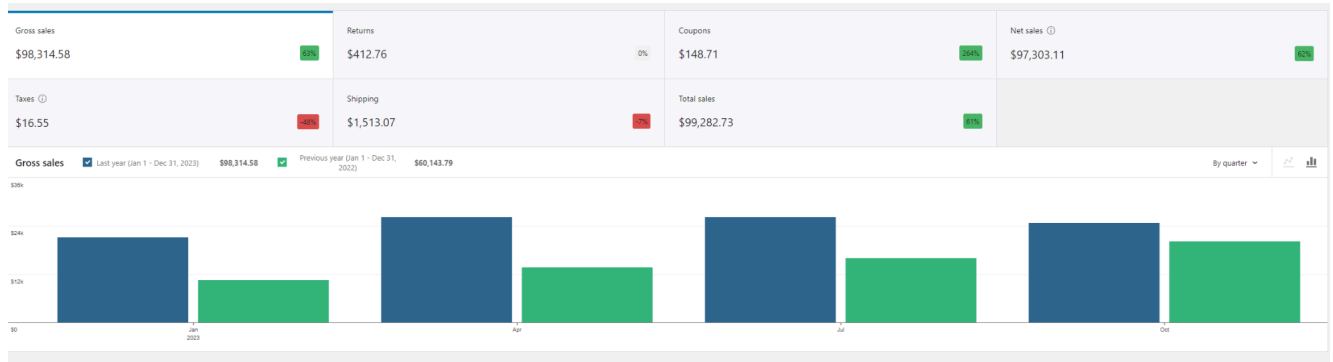 Gross sales
$98,314.58
63%
Returns
$412.76
0%
Coupons
$148.71
264%
Net sales
$97,303.11
62%
Taxes
$16.55
-48%
Shipping
$1,513.07
-7%
Total sales
$99,282.73
61%
Gross sales
Last year (Jan 1 - Dec 31, 2023)
$98,314.58
Previous year (Jan 1 - Dec 31,
2022)
$60,143.79
By quarter
$36k
$24k
$12k
$0
Jan
2023
Apr
Jul
Oct